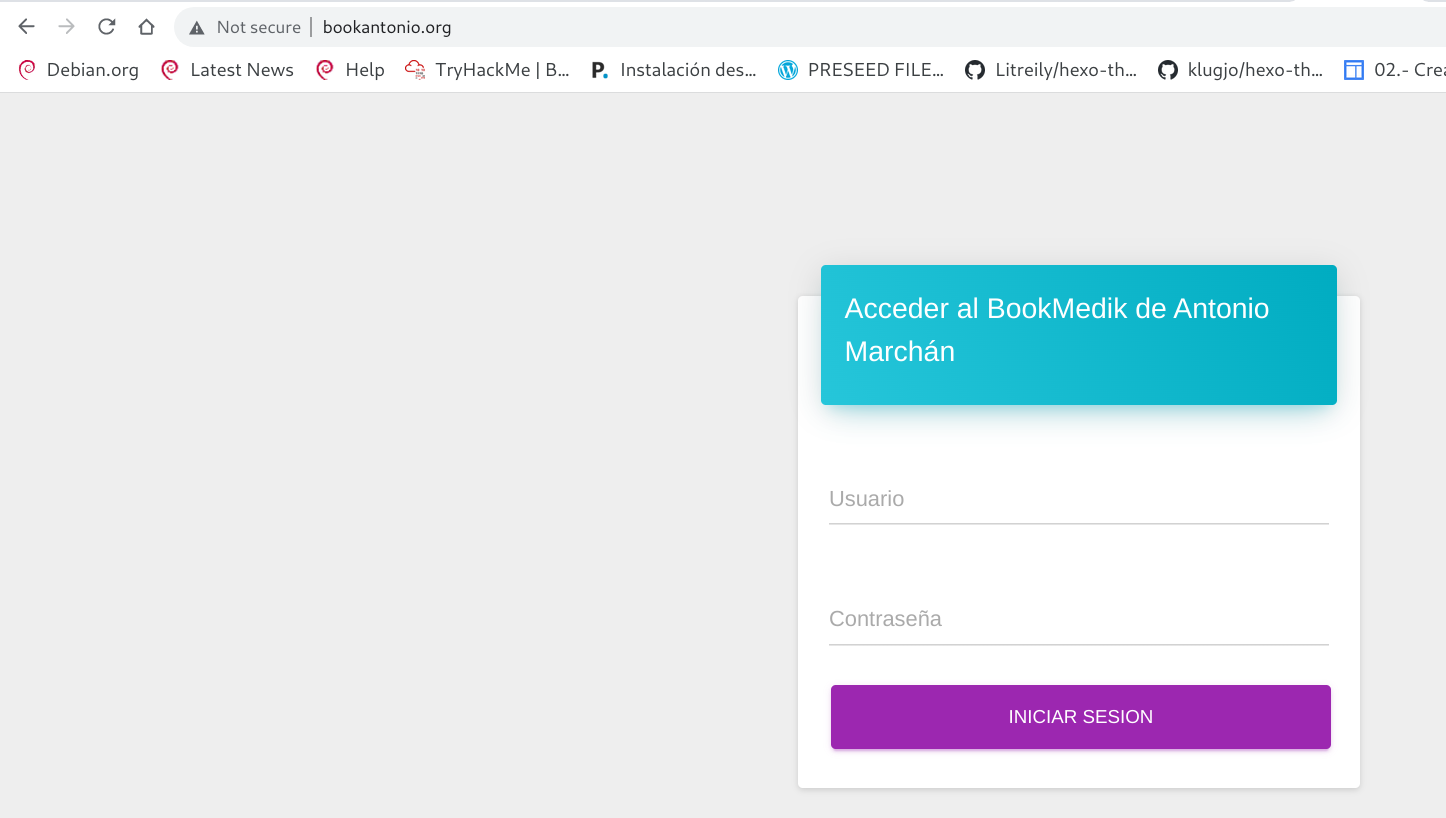 Not secure | bookantonio.org
Debian.org Latest News Help TryHackMe | B... P. Instalación des... PRESEED FILE... Litreily/hexo-th... klugjo/hexo-th... 02.- Crea
Acceder al BookMedik de Antonio
Marchán
Usuario
Contraseña
INICIAR SESION